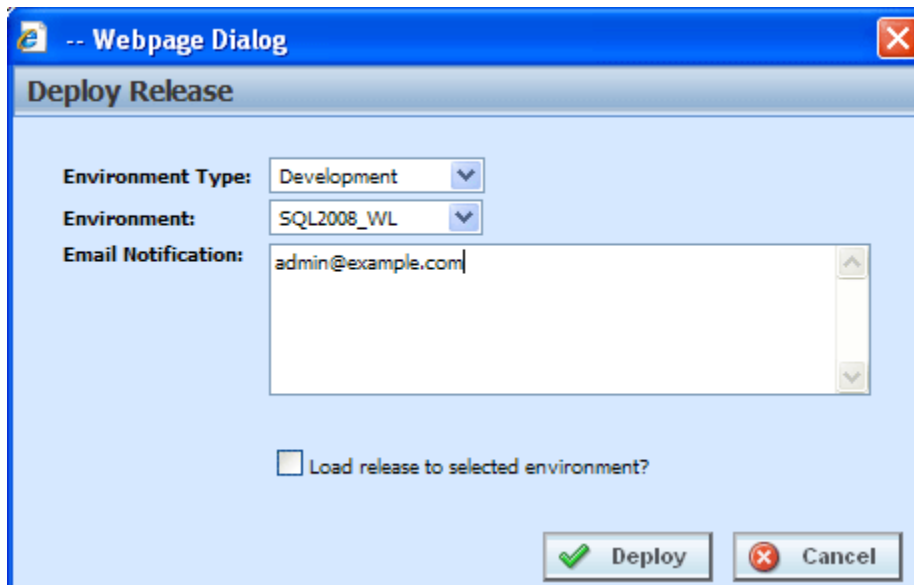 -- Webpage Dialog
Deploy Release
Environment Type: Development
Environment: SQL2008_WL
Email Notification: admin@example.com
Load release to selected environment?
Deploy Cancel